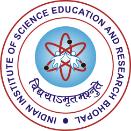 INDIAN INSTITUTE OF SCIENCE EDUCATION AND RESEARCH BHOPAL
विद्ययाऽमृतमश्नुते